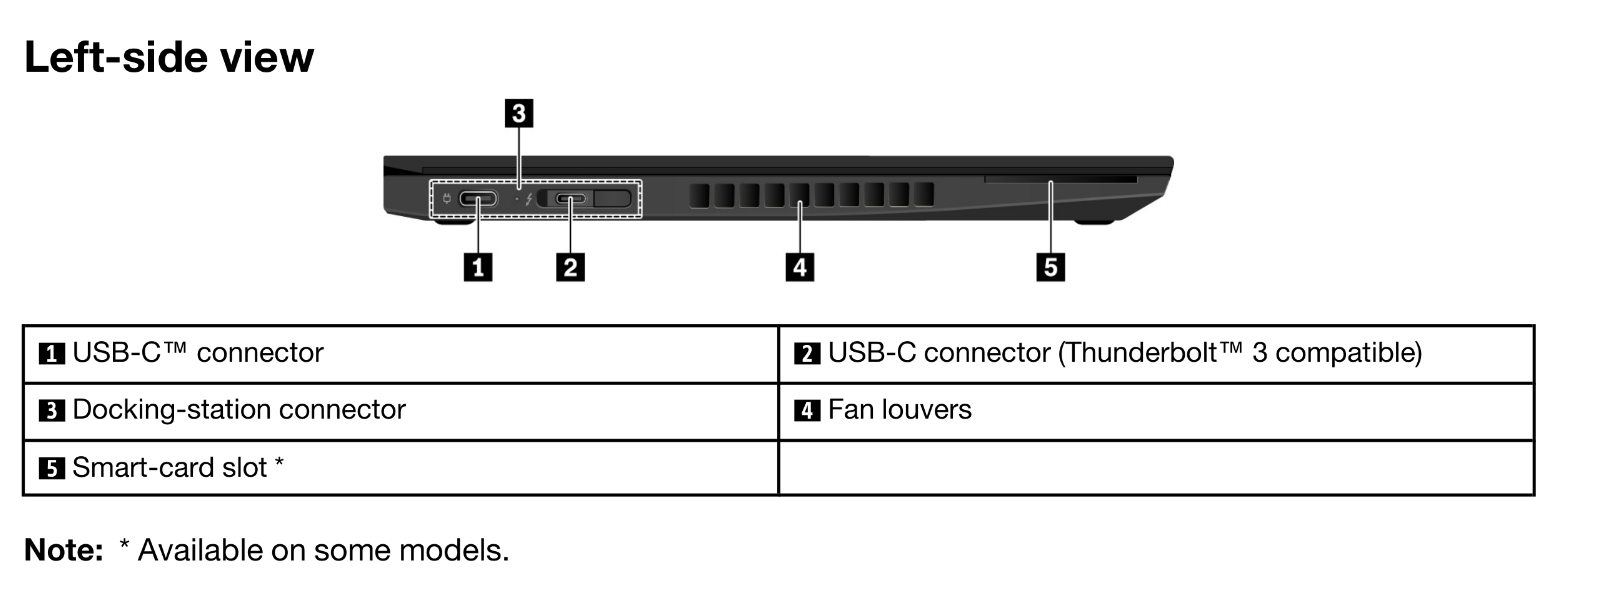 Left-side view
3
1 2 4 5
1 USB-C™ connector
2 USB-C connector (Thunderbolt™ 3 compatible)
3 Docking-station connector
4 Fan louvers
5 Smart-card slot *
Note: * Available on some models.